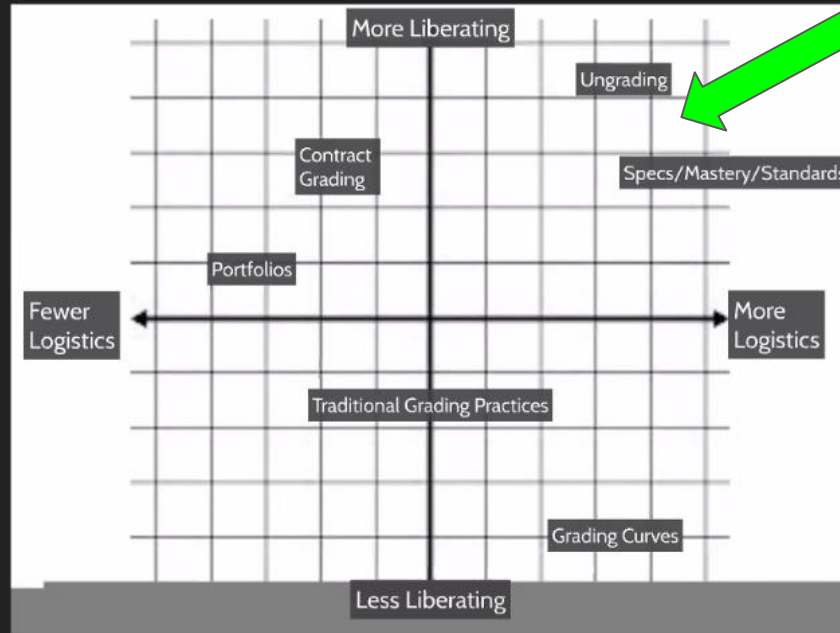 More Liberating
Ungrading
Contract
Grading
Specs/Mastery/Standards
Portfolios
Fewer
Logistics
More
Logistics
Traditional Grading Practices
Grading Curves
Less Liberating